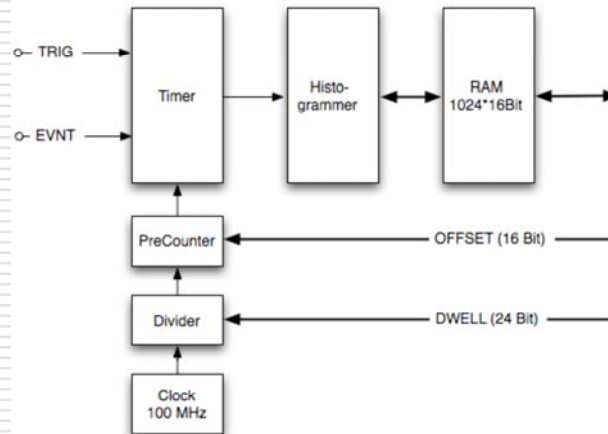 TRIG
EVNT
Timer
Histo-
grammer
RAM
1024*16Bit
PreCounter
OFFSET (16 Bit)
Divider
DWELL (24 Bit)
Clock
100 MHz